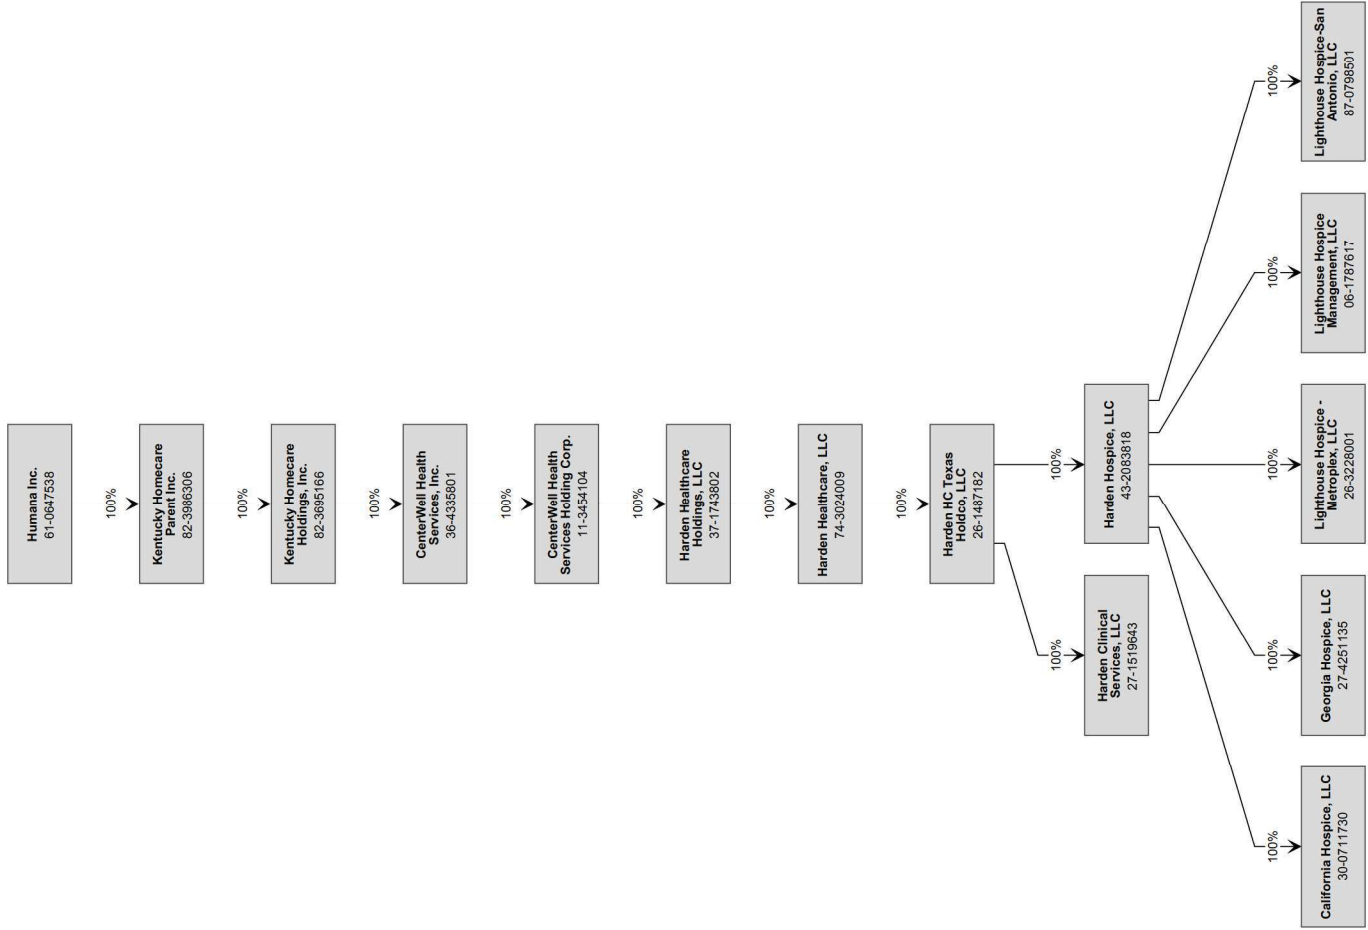 Humana Inc.
61-0647538
100%
Kentucky Homecare
Parent Inc.
82-3986306
100%
Kentucky Homecare
Holdings, Inc.
82-3695166
100%
CenterWell Health
Services, Inc.
36-4335801
100%
CenterWell Health
Services Holding Corp.
11-3454104
100%
Harden Healthcare
Holdings, LLC
37-1743802
100%
Harden Healthcare, LLC
74-3024009
100%
Harden HC Texas
Holdco, LLC
26-1487182
100%
Harden Clinical
Services, LLC
27-1519643
100%
Harden Hospice, LLC
43-2083818
100%
California Hospice, LLC
30-0711730
100%
Georgia Hospice, LLC
27-4251135
100%
Lighthouse Hospice -
Metroplex, LLC
26-3228001
100%
Lighthouse Hospice
Management, LLC
06-1787617
100%
Lighthouse Hospice-San
Antonio, LLC
87-0798501